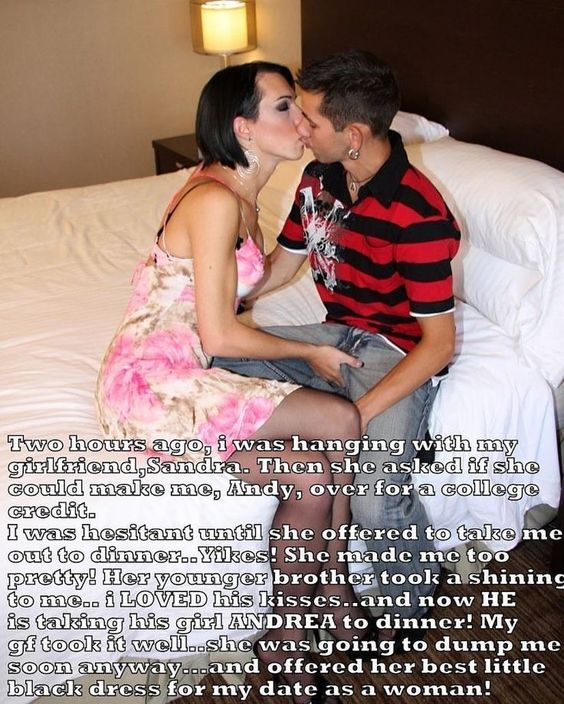 Two hours ago, i was hanging with my
girlfriend,Sandra. Then she asked if she
could make me, Andy, over for a college
credit.
I was hesitant until she offered to take me
out to dinner..Yikes! She made me too
pretty! Her younger brother took a shining
to me.. i LOVED his kisses..and now HE
is taking his girl ANDREA to dinner! My
gf took it well..she was going to dump me
soon anyway...and offered her best little
black dress for my date as a woman!